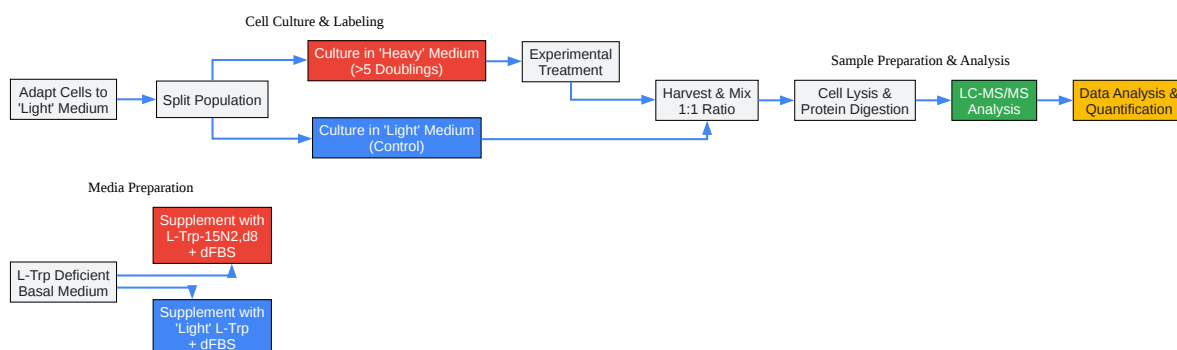 Cell Culture & Labeling
Culture in 'Heavy' Medium
(>5 Doublings)
Experimental
Treatment
Sample Preparation & Analysis
Adapt Cells to
'Light' Medium
Split Population
Harvest & Mix
1:1 Ratio
Cell Lysis &
Protein Digestion
LC-MS/MS
Analysis
Data Analysis &
Quantification
Culture in 'Light' Medium
(Control)
Media Preparation
Supplement with
L-Trp-15N2,d8
+ dFBS
L-Trp Deficient
Basal Medium
Supplement with
'Light' L-Trp
+ dFBS